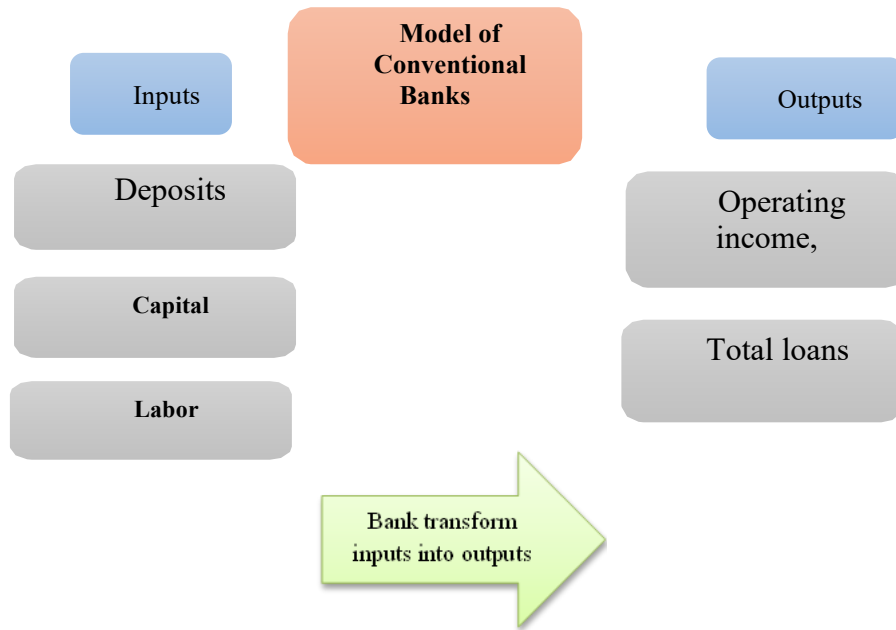 Model of
Conventional
Banks
Inputs
Outputs
Deposits
Capital
Labor
Operating
income,
Total loans
Bank transform
inputs into outputs